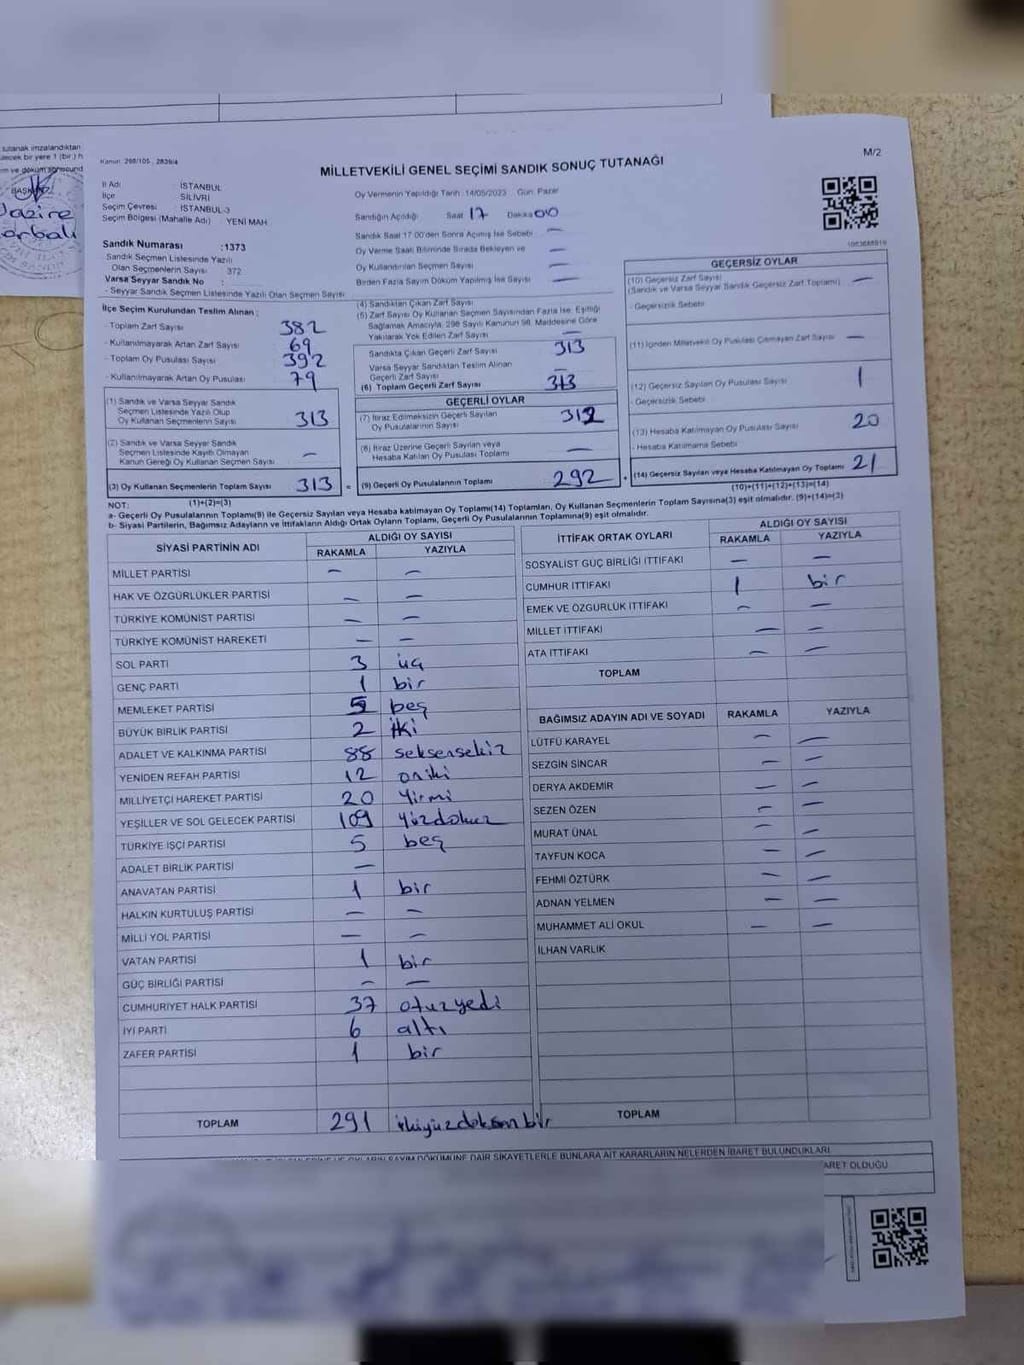 tutanak imzalandıktan
Kanun: 298/105 , 2839/4
MİLLETVEKİLİ GENEL SEÇİMİ SANDIK SONUÇ TUTANAĞI
M/2
İl Adı : İSTANBUL
İlçe : SİLİVRİ
Seçim Çevresi : İSTANBUL-3
Seçim Bölgesi (Mahalle Adı) : YENİ MAH
Sandık Numarası :1373
Sandık Seçmen Listesinde Yazılı
Olan Seçmenlerin Sayısı 372
Varsa Seyyar Sandık No :
- Seyyar Sandık Seçmen Listesinde Yazılı Olan Seçmen Sayısı:
Oy Vermenin Yapıldığı Tarih: 14/05/2023 Gün: Pazar
Sandığın Açıldığı Saat 17 Dakika 00
Sandık Saat 17:00'den Sonra Açılmış İse Sebebi —
Oy Verme Saati Bitiminde Sırada Bekleyen ve —
Oy Kullandırılan Seçmen Sayısı —
Birden Fazla Sayım Döküm Yapılmış İse Sayısı —
İlçe Seçim Kurulundan Teslim Alınan :
- Toplam Zarf Sayısı 382
- Kullanılmayarak Artan Zarf Sayısı 69
- Toplam Oy Pusulası Sayısı 392
- Kullanılmayarak Artan Oy Pusulası 79
(1) Sandık ve Varsa Seyyar Sandık
Seçmen Listesinde Yazılı Olup
Oy Kullanan Seçmenlerin Sayısı 313
(2) Sandık ve Varsa Seyyar Sandık
Seçmen Listesinde Kayıtlı Olmayan
Kanun Gereği Oy Kullanan Seçmen Sayısı —
(3) Oy Kullanan Seçmenlerin Toplam Sayısı 313 =
(1)+(2)=(3)
(4) Sandıktan Çıkan Zarf Sayısı
(5) Zarf Sayısı Oy Kullanan Seçmen Sayısından Fazla İse, Eşitliği
Sağlamak Amacıyla, 298 Sayılı Kanunun 98. Maddesine Göre
Yakılarak Yok Edilen Zarf Sayısı —
Sandıkta Çıkan Geçerli Zarf Sayısı 313
Varsa Seyyar Sandıktan Teslim Alınan
Geçerli Zarf Sayısı —
(6) Toplam Geçerli Zarf Sayısı 313
GEÇERLİ OYLAR
(7) İtiraz Edilmeksizin Geçerli Sayılan
Oy Pusulalarının Sayısı 312
(8) İtiraz Üzerine Geçerli Sayılan veya
Hesaba Katılan Oy Pusulası Toplamı —
(9) Geçerli Oy Pusulalarının Toplamı 292 +
GEÇERSİZ OYLAR
(10) Geçersiz Zarf Sayısı —
(Sandık ve Varsa Seyyar Sandık Geçersiz Zarf Toplamı)
- Geçersizlik Sebebi
(11) İçinden Milletvekili Oy Pusulası Çıkmayan Zarf Sayısı —
(12) Geçersiz Sayılan Oy Pusulası Sayısı 1
- Geçersizlik Sebebi
(13) Hesaba Katılmayan Oy Pusulası Sayısı 20
- Hesaba Katılmama Sebebi
(14) Geçersiz Sayılan veya Hesaba Katılmayan Oy Toplamı 21
(10)+(11)+(12)+(13)=(14)
NOT:
a- Geçerli Oy Pusulalarının Toplamı(9) ile Geçersiz Sayılan veya Hesaba katılmayan Oy Toplamı(14) Toplamları, Oy Kullanan Seçmenlerin Toplam Sayısına(3) eşit olmalıdır. (9)+(14)=(3)
b- Siyasi Partilerin, Bağımsız Adayların ve İttifakların Aldığı Ortak Oyların Toplamı, Geçerli Oy Pusulalarının Toplamına(9) eşit olmalıdır.
SİYASİ PARTİNİN ADI ALDIĞI OY SAYISI
RAKAMLA YAZIYLA
MİLLET PARTİSİ — —
HAK VE ÖZGÜRLÜKLER PARTİSİ — —
TÜRKİYE KOMÜNİST PARTİSİ — —
TÜRKİYE KOMÜNİST HAREKETİ — —
SOL PARTİ 3 üç
GENÇ PARTİ 1 bir
MEMLEKET PARTİSİ 5 beş
BÜYÜK BİRLİK PARTİSİ 2 iki
ADALET VE KALKINMA PARTİSİ 88 seksensekiz
YENİDEN REFAH PARTİSİ 12 oniki
MİLLİYETÇİ HAREKET PARTİSİ 20 Yirmi
YEŞİLLER VE SOL GELECEK PARTİSİ 109 Yüzdokuz
TÜRKİYE İŞÇİ PARTİSİ 5 beş
ADALET BİRLİK PARTİSİ —
ANAVATAN PARTİSİ 1 bir
HALKIN KURTULUŞ PARTİSİ — —
MİLLİ YOL PARTİSİ — —
VATAN PARTİSİ 1 bir
GÜÇ BİRLİĞİ PARTİSİ — —
CUMHURİYET HALK PARTİSİ 37 otuzyedi
İYİ PARTİ 6 altı
ZAFER PARTİSİ 1 bir
TOPLAM 291 ikiyüzdoksanbir
İTTİFAK ORTAK OYLARI ALDIĞI OY SAYISI
RAKAMLA YAZIYLA
SOSYALİST GÜÇ BİRLİĞİ İTTİFAKI — —
CUMHUR İTTİFAKI 1 bir
EMEK VE ÖZGÜRLÜK İTTİFAKI — —
MİLLET İTTİFAKI — —
ATA İTTİFAKI — —
TOPLAM
BAĞIMSIZ ADAYIN ADI VE SOYADI RAKAMLA YAZIYLA
LÜTFÜ KARAYEL — —
SEZGİN SİNCAR — —
DERYA AKDEMİR — —
SEZEN ÖZEN — —
MURAT ÜNAL — —
TAYFUN KOCA — —
FEHMİ ÖZTÜRK — —
ADNAN YELMEN — —
MUHAMMET ALİ OKUL — —
İLHAN VARLIK
TOPLAM
SAYIM DÖKÜMÜNE DAİR ŞİKAYETLERLE BUNLARA AİT KARARLARIN NELERDEN İBARET BULUNDUKLARI